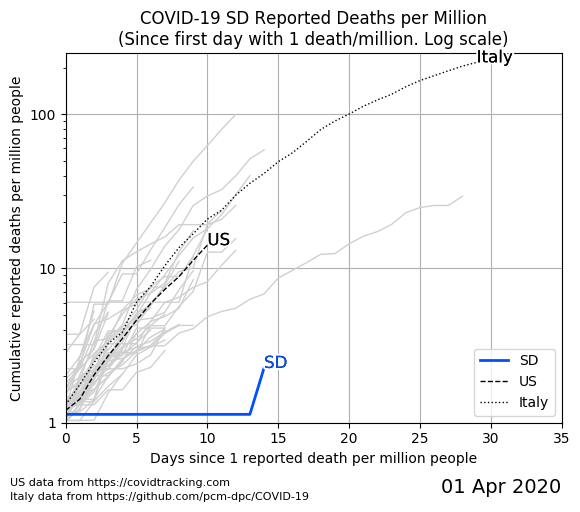 COVID-19 SD Reported Deaths per Million
(Since first day with 1 death/million. Log scale)
Cumulative reported deaths per million people
100
10
1
Italy
US
SD
SD
US
Italy
0 5 10 15 20 25 30 35
Days since 1 reported death per million people
US data from https://covidtracking.com
Italy data from https://github.com/pcm-dpc/COVID-19
01 Apr 2020